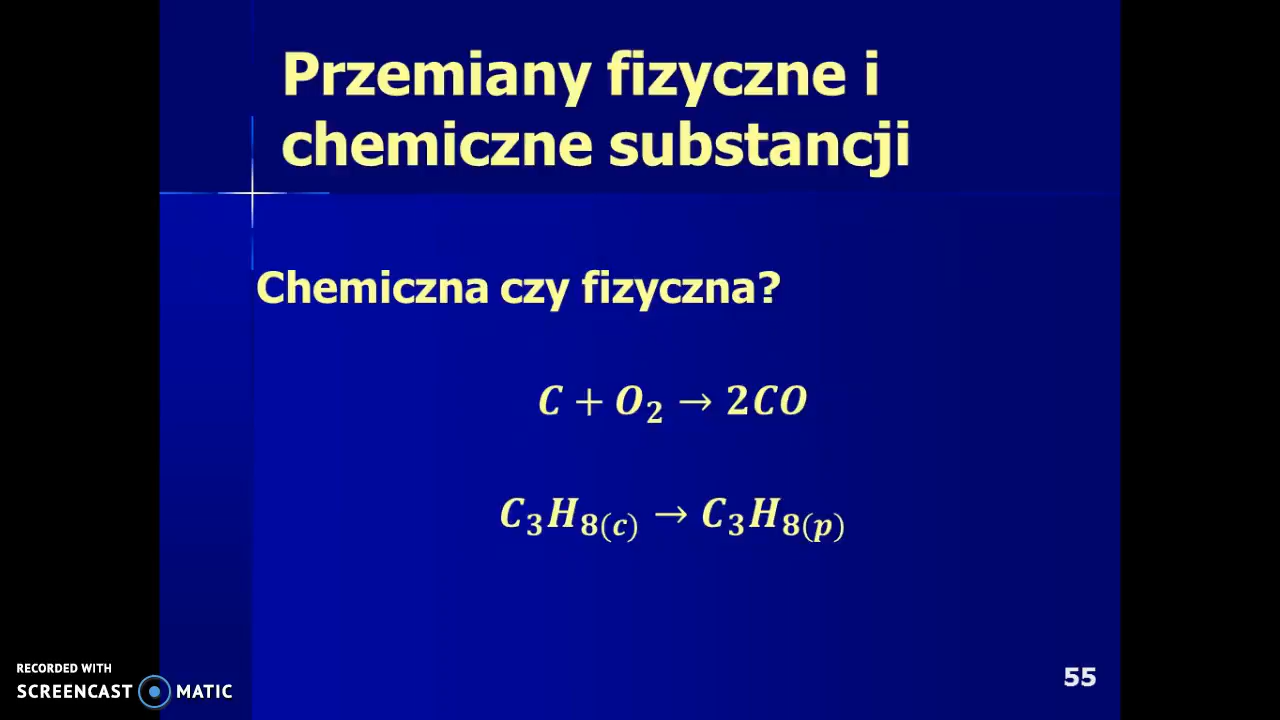 Przemiany fizyczne i
chemiczne substancji
Chemiczna czy fizyczna?
C + O₂ → 2CO
C₃H₈₍c₎ → C₃H₈₍p₎
RECORDED WITH
SCREENCAST MATIC
55